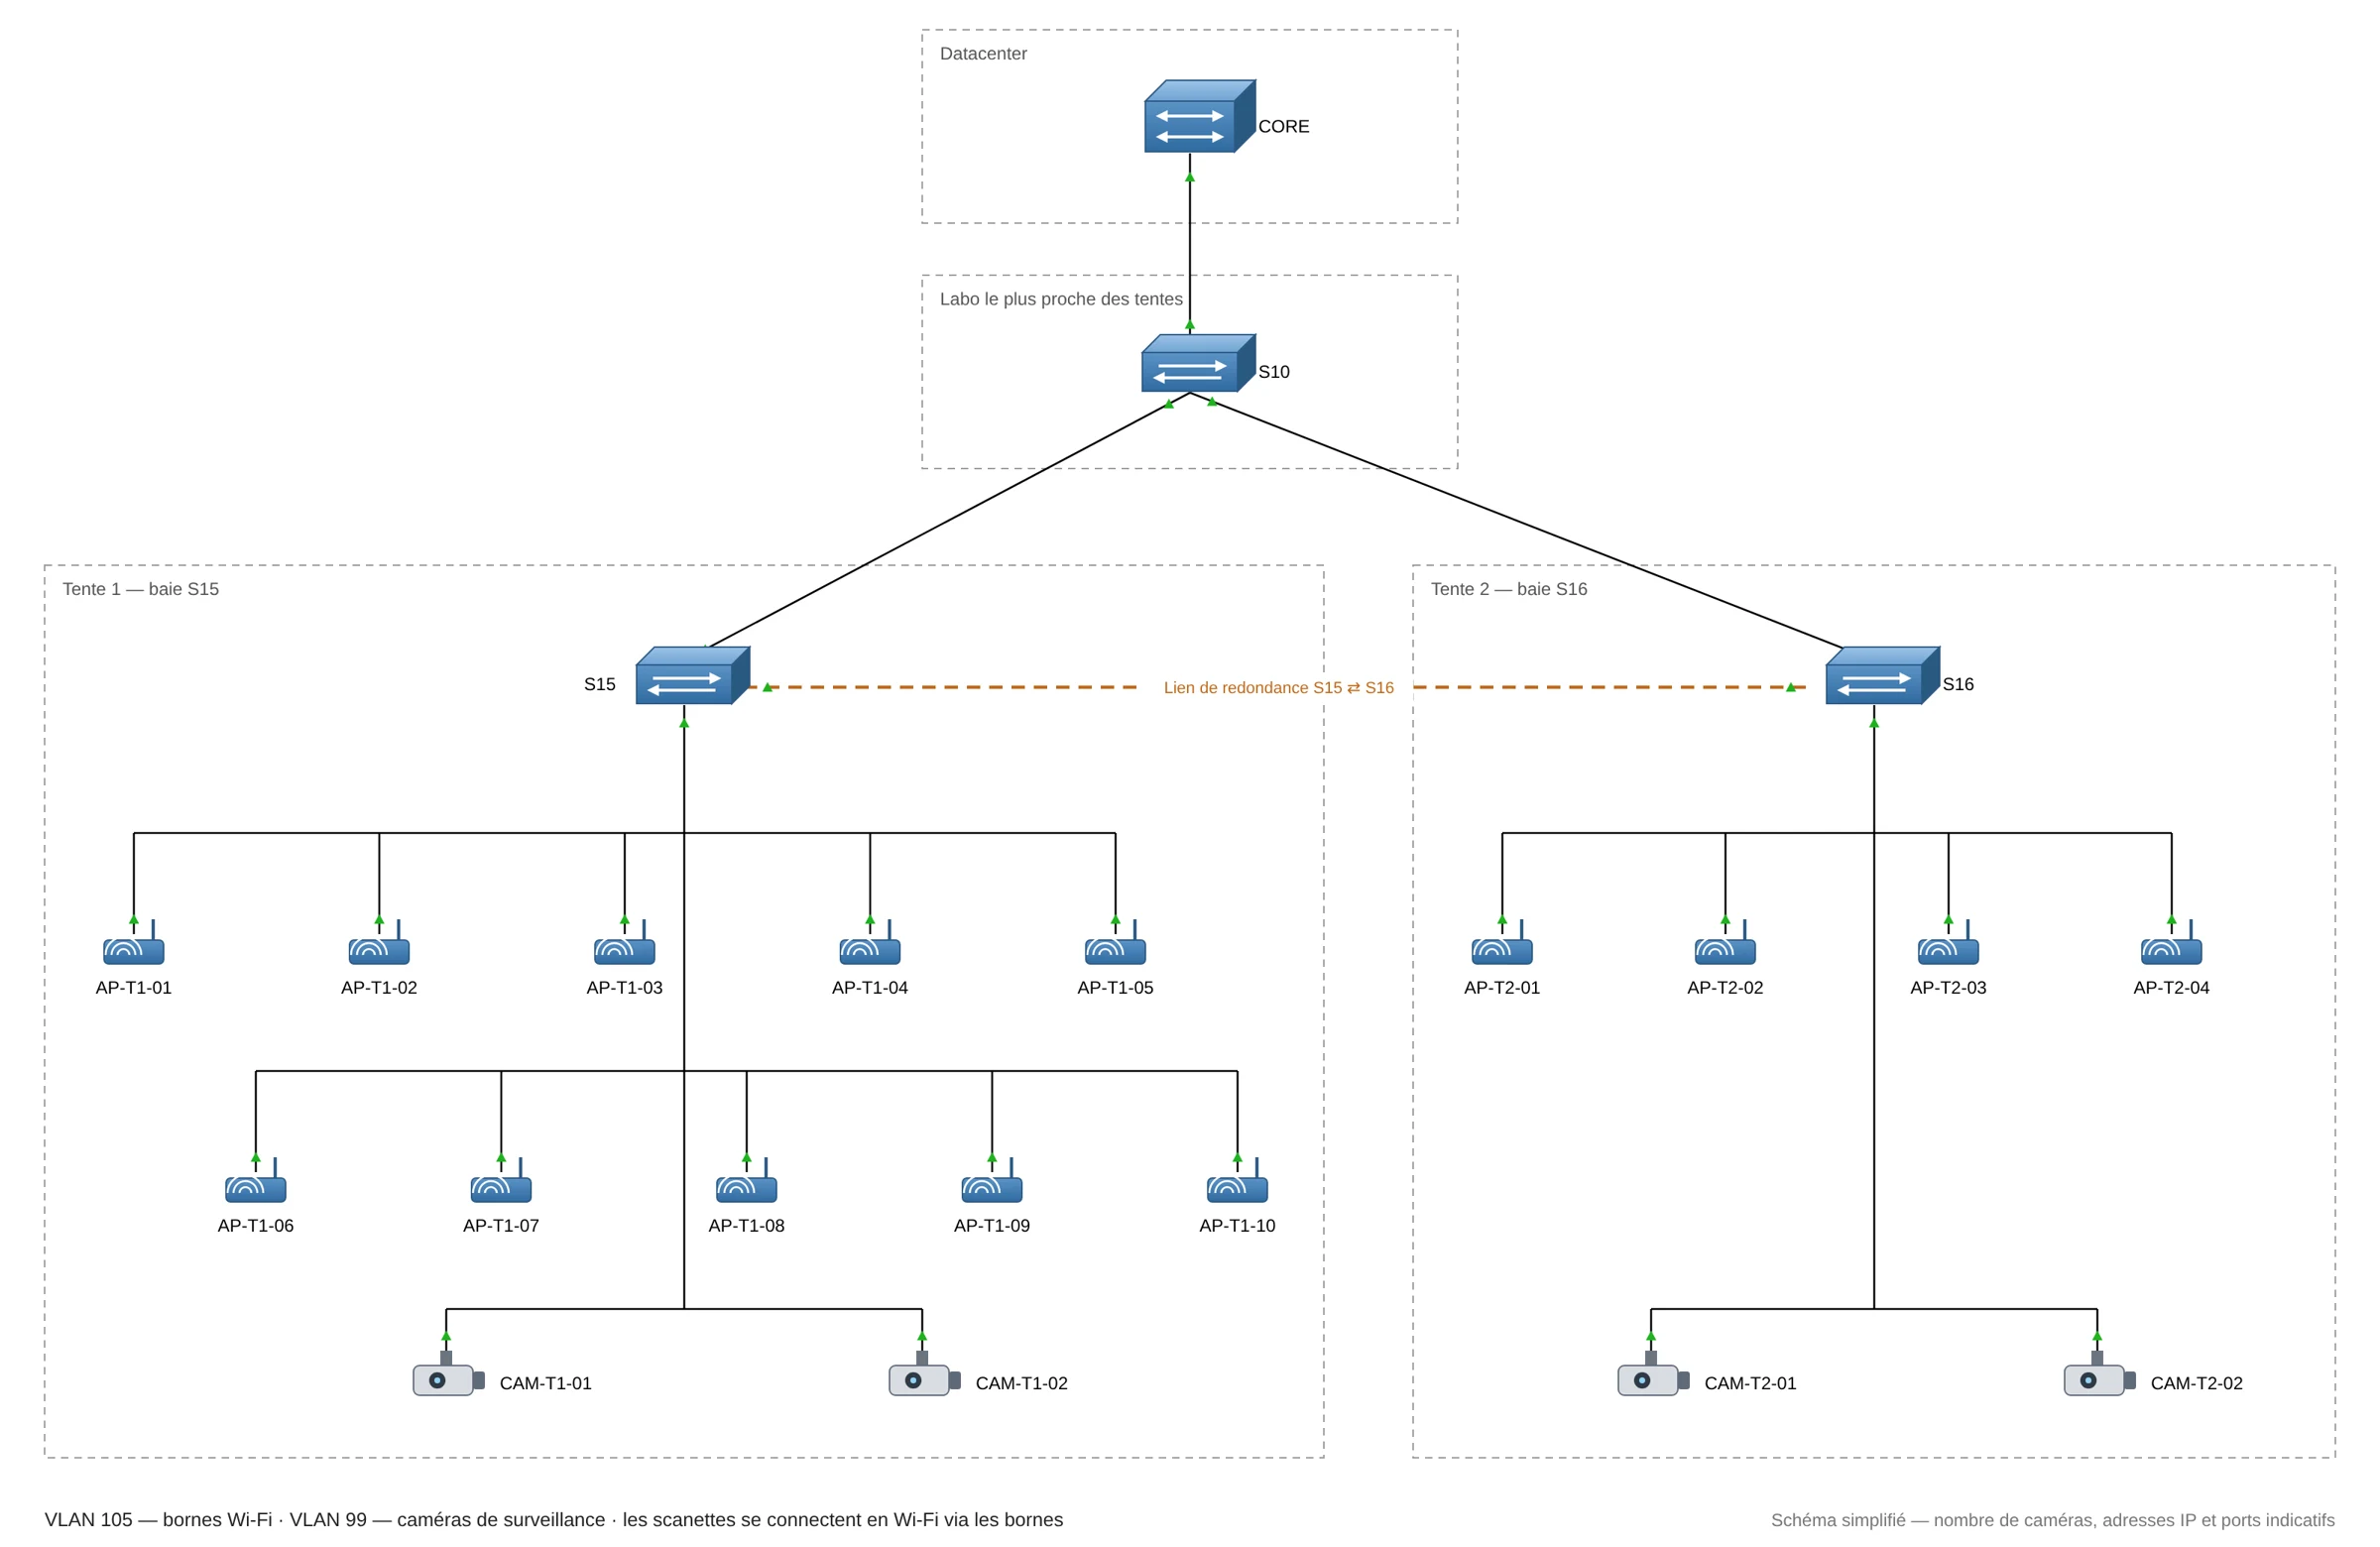 Datacenter
CORE
Labo le plus proche des tentes
S10
Tente 1 — baie S15
Tente 2 — baie S16
S15
Lien de redondance S15 ⇄ S16
S16
AP-T1-01
AP-T1-02
AP-T1-03
AP-T1-04
AP-T1-05
AP-T2-01
AP-T2-02
AP-T2-03
AP-T2-04
AP-T1-06
AP-T1-07
AP-T1-08
AP-T1-09
AP-T1-10
CAM-T1-01
CAM-T1-02
CAM-T2-01
CAM-T2-02
VLAN 105 — bornes Wi-Fi · VLAN 99 — caméras de surveillance · les scanettes se connectent en Wi-Fi via les bornes
Schéma simplifié — nombre de caméras, adresses IP et ports indicatifs